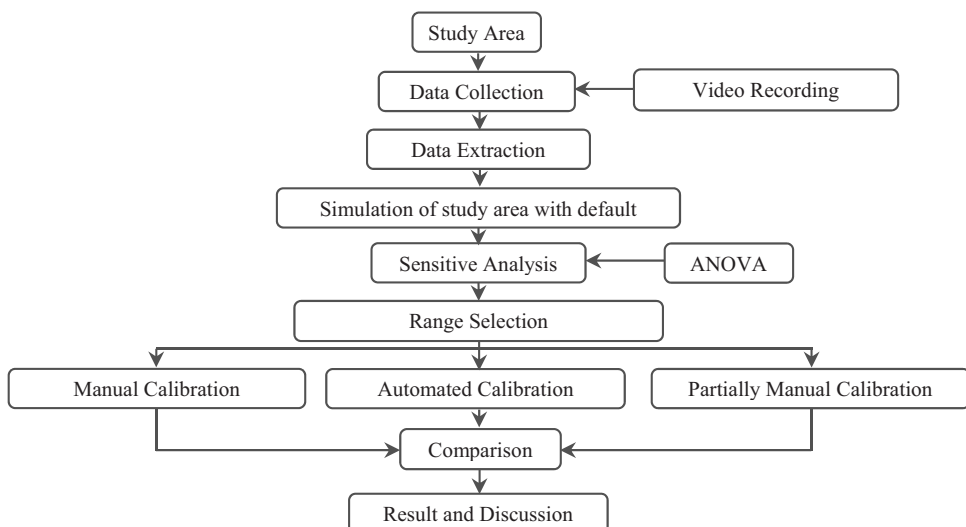 Study Area
Data Collection
Video Recording
Data Extraction
Simulation of study area with default
Sensitive Analysis
ANOVA
Range Selection
Manual Calibration
Automated Calibration
Partially Manual Calibration
Comparison
Result and Discussion